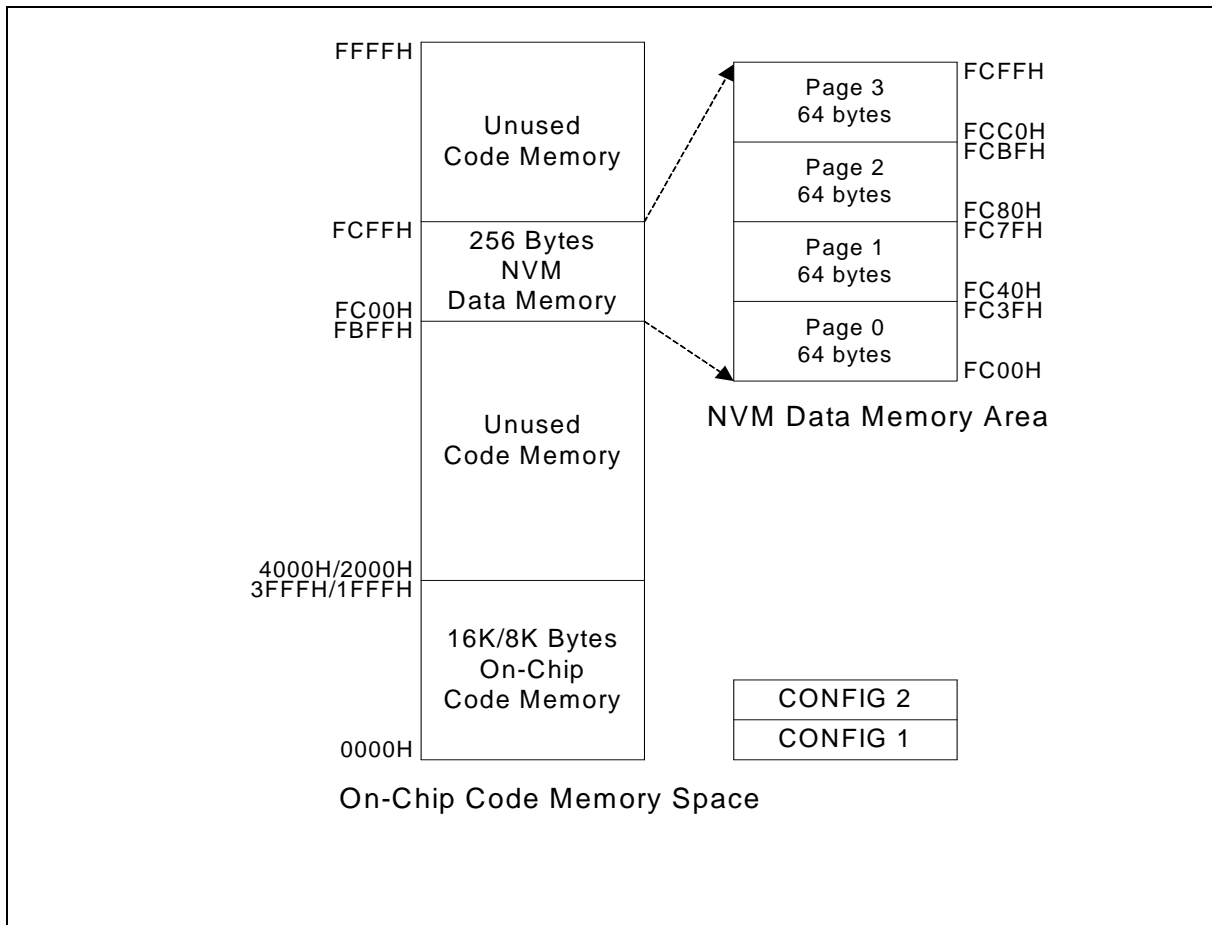 FFFFH
Unused
Code Memory
FCFFH
256 Bytes
NVM
Data Memory
FC00H
FBFFH
Unused
Code Memory
4000H/2000H
3FFFH/1FFFH
16K/8K Bytes
On-Chip
Code Memory
0000H
On-Chip Code Memory Space
FCFFH
Page 3
64 bytes
FCC0H
FCBFH
Page 2
64 bytes
FC80H
FC7FH
Page 1
64 bytes
FC40H
FC3FH
Page 0
64 bytes
FC00H
NVM Data Memory Area
CONFIG 2
CONFIG 1